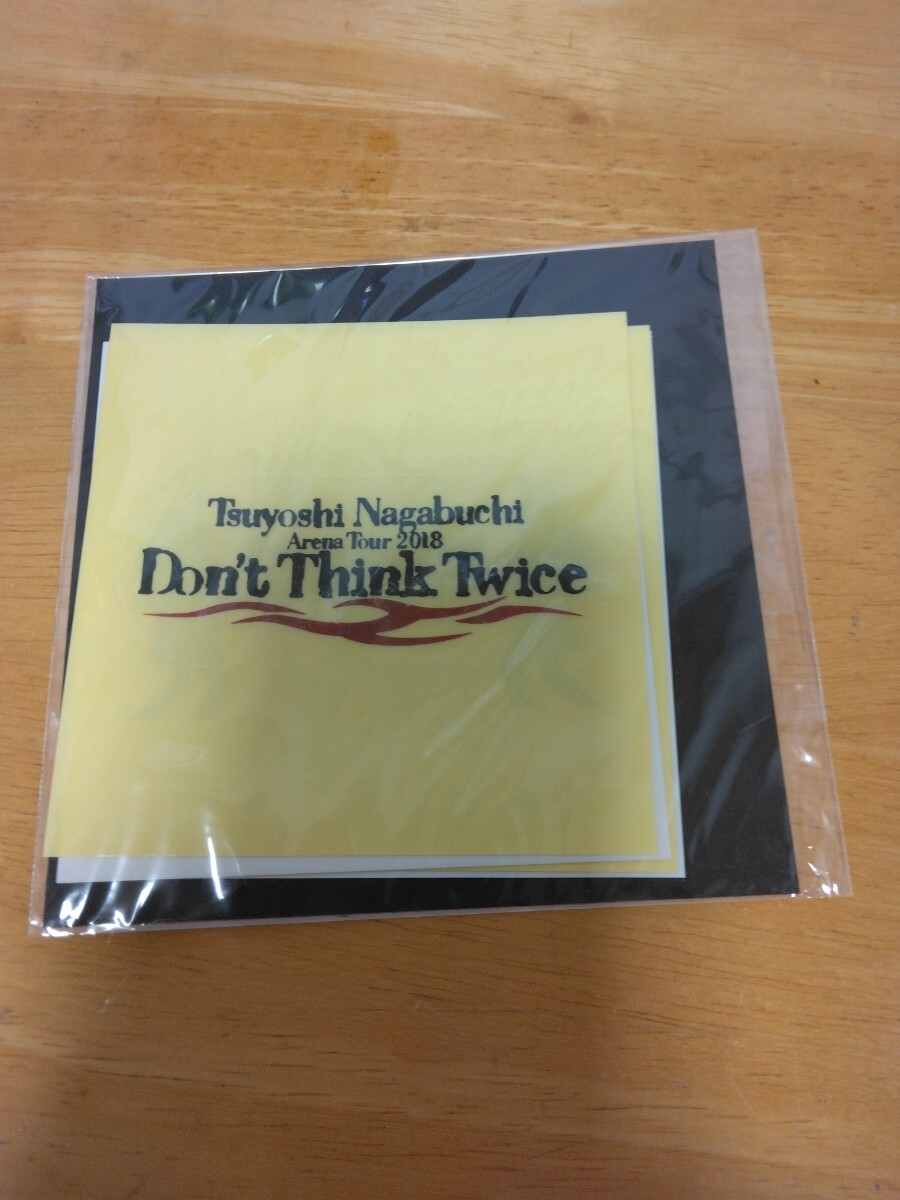 Tsuyoshi Nagabuchi
Arena Tour 2018
Don't Think Twice